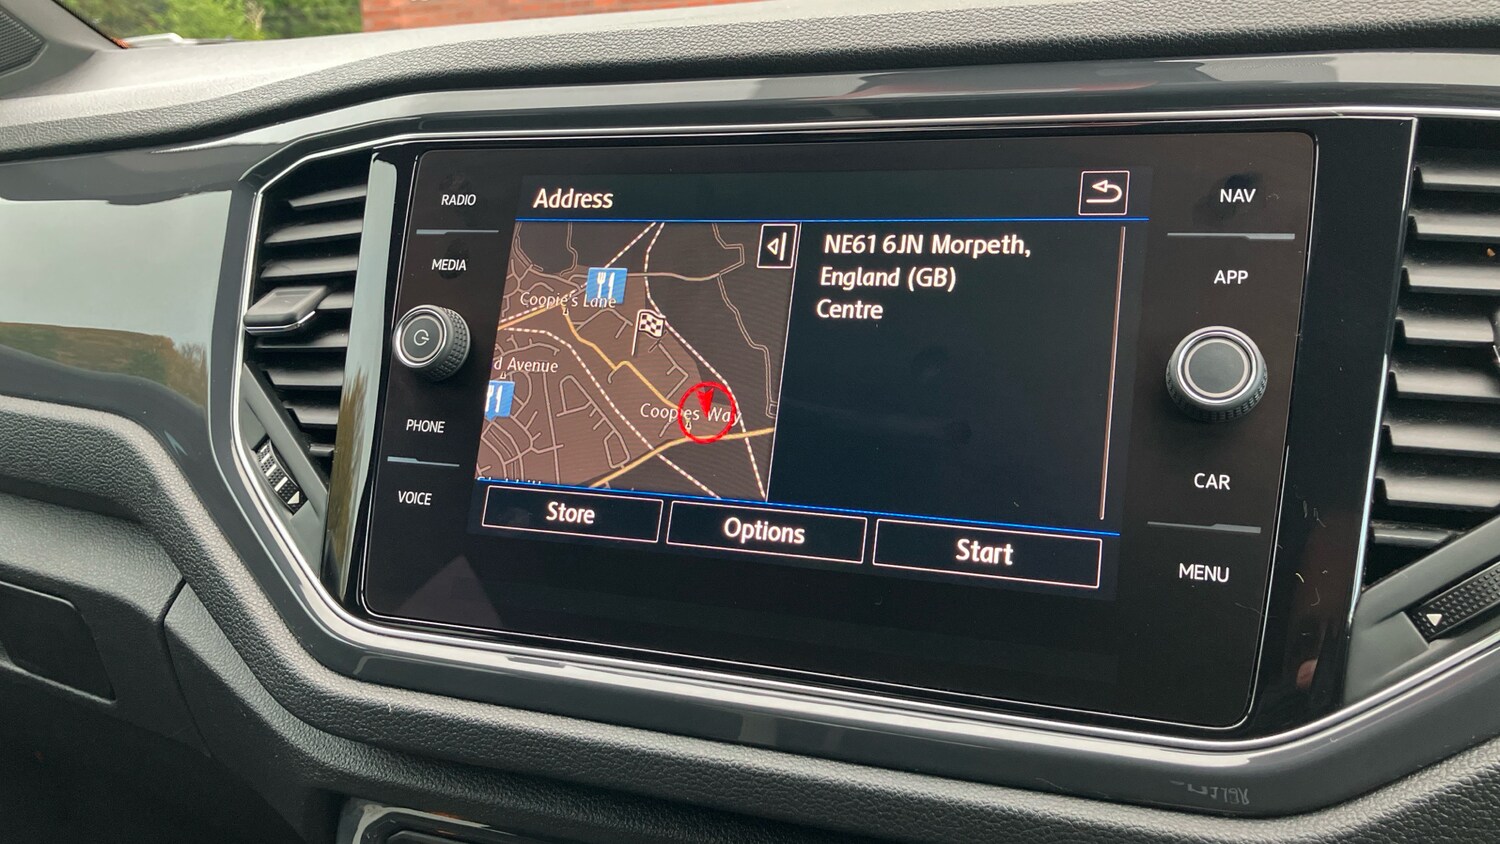 RADIO
MEDIA
PHONE
VOICE
Address
Coopie's Lane
d Avenue
Coopies Way
NE61 6JN Morpeth,
England (GB)
Centre
Store
Options
Start
NAV
APP
CAR
MENU